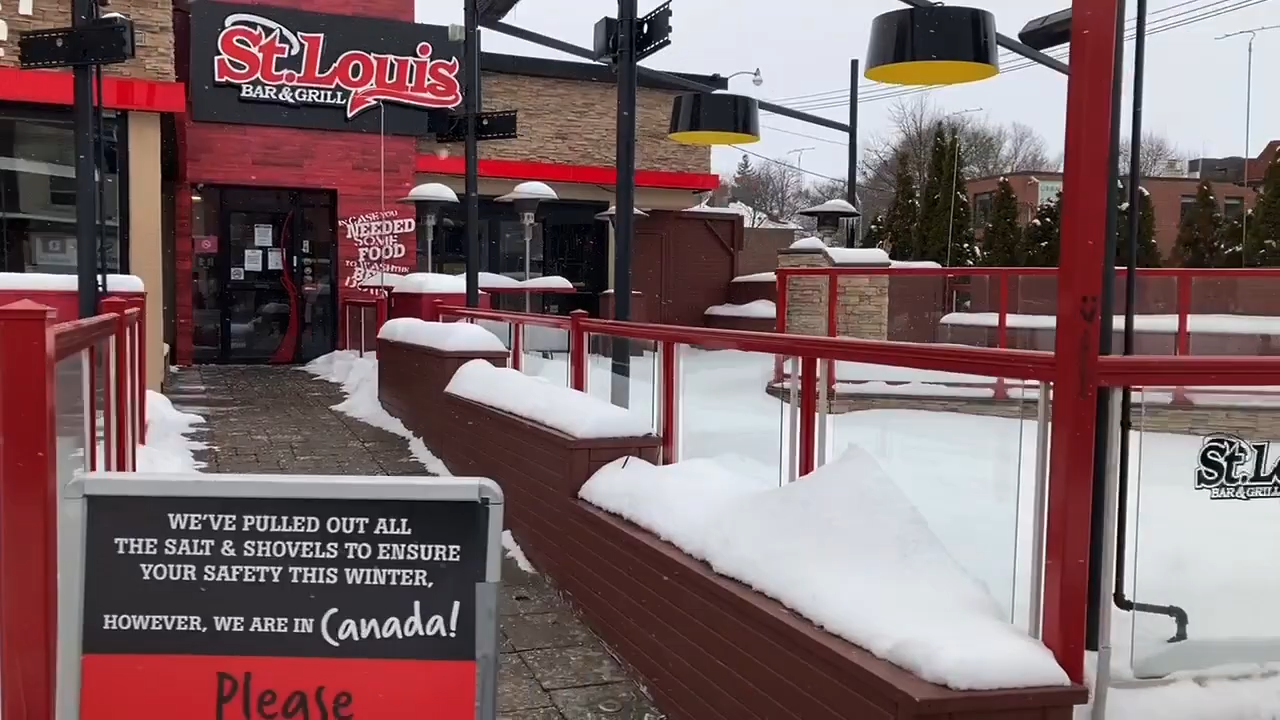 St.Louis
BAR & GRILL
IN CASE YOU
NEEDED
SOME
FOOD
St.Lo
BAR & GRILL
WE'VE PULLED OUT ALL
THE SALT & SHOVELS TO ENSURE
YOUR SAFETY THIS WINTER,
HOWEVER, WE ARE IN Canada!
Please